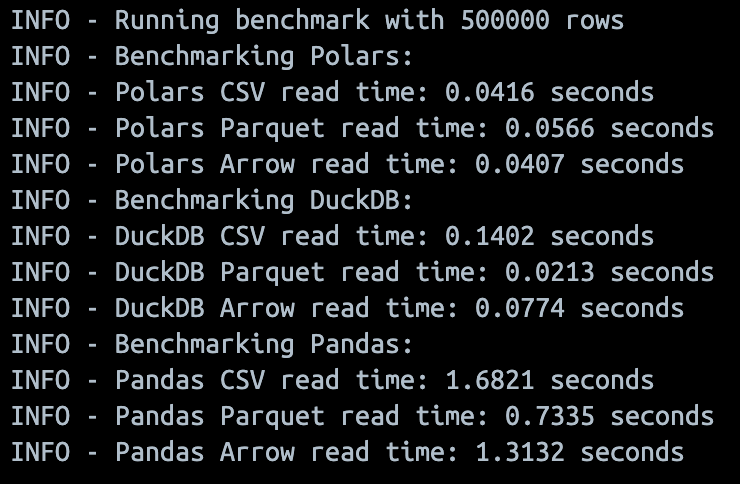 INFO - Running benchmark with 500000 rows
INFO - Benchmarking Polars:
INFO - Polars CSV read time: 0.0416 seconds
INFO - Polars Parquet read time: 0.0566 seconds
INFO - Polars Arrow read time: 0.0407 seconds
INFO - Benchmarking DuckDB:
INFO - DuckDB CSV read time: 0.1402 seconds
INFO - DuckDB Parquet read time: 0.0213 seconds
INFO - DuckDB Arrow read time: 0.0774 seconds
INFO - Benchmarking Pandas:
INFO - Pandas CSV read time: 1.6821 seconds
INFO - Pandas Parquet read time: 0.7335 seconds
INFO - Pandas Arrow read time: 1.3132 seconds